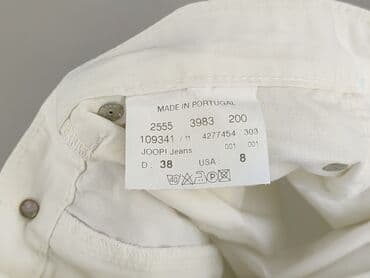 MADE IN PORTUGAL
2555 3983 200
109341 / 11 4277454 303
JOOP! Jeans 001 001
D: 38 USA: 8